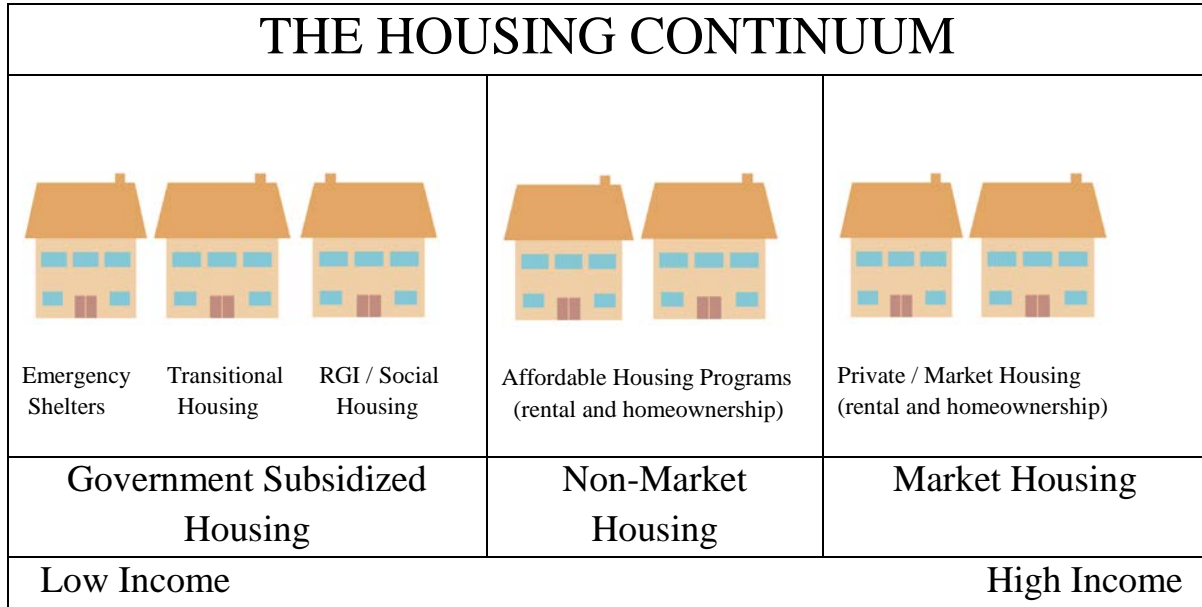 THE HOUSING CONTINUUM
Emergency
Shelters
Transitional
Housing
RGI / Social
Housing
Affordable Housing Programs
(rental and homeownership)
Private / Market Housing
(rental and homeownership)
Government Subsidized
Housing
Non-Market
Housing
Market Housing
Low Income
High Income